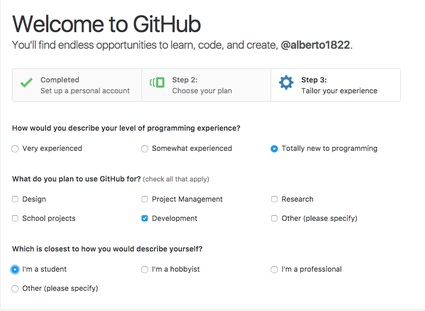 Welcome to GitHub
You'll find endless opportunities to learn, code, and create, @alberto1822.
Completed
Set up a personal account
Step 2:
Choose your plan
Step 3:
Tailor your experience
How would you describe your level of programming experience?
Very experienced
Somewhat experienced
Totally new to programming
What do you plan to use GitHub for? (check all that apply)
Design
Project Management
Research
School projects
Development
Other (please specify)
Which is closest to how you would describe yourself?
I'm a student
I'm a hobbyist
I'm a professional
Other (please specify)